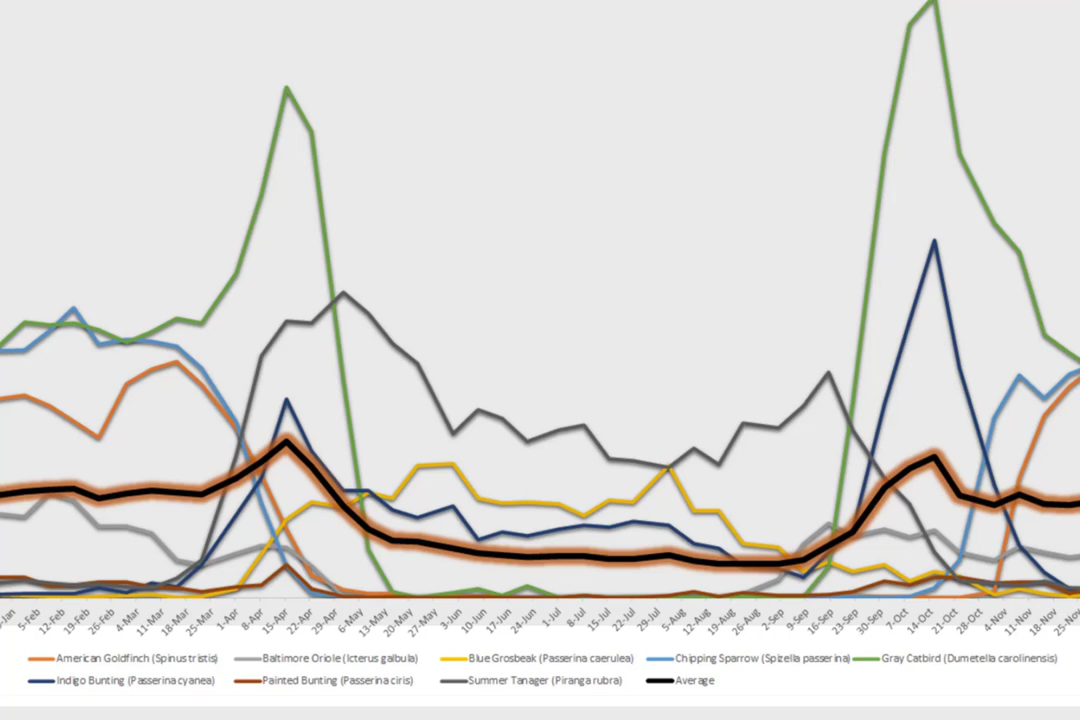 -Jan 5-Feb 12-Feb 19-Feb 26-Feb 4-Mar 11-Mar 18-Mar 25-Mar 1-Apr 8-Apr 15-Apr 22-Apr 29-Apr 6-May 13-May 20-May 27-May 3-Jun 10-Jun 17-Jun 24-Jun 1-Jul 8-Jul 15-Jul 22-Jul 29-Jul 5-Aug 12-Aug 19-Aug 26-Aug 2-Sep 9-Sep 16-Sep 23-Sep 30-Sep 7-Oct 14-Oct 21-Oct 28-Oct 4-Nov 11-Nov 18-Nov 25-Nov
American Goldfinch (Spinus tristis) Baltimore Oriole (Icterus galbula) Blue Grosbeak (Passerina caerulea) Chipping Sparrow (Spizella passerina) Gray Catbird (Dumetella carolinensis)
Indigo Bunting (Passerina cyanea) Painted Bunting (Passerina ciris) Summer Tanager (Piranga rubra) Average